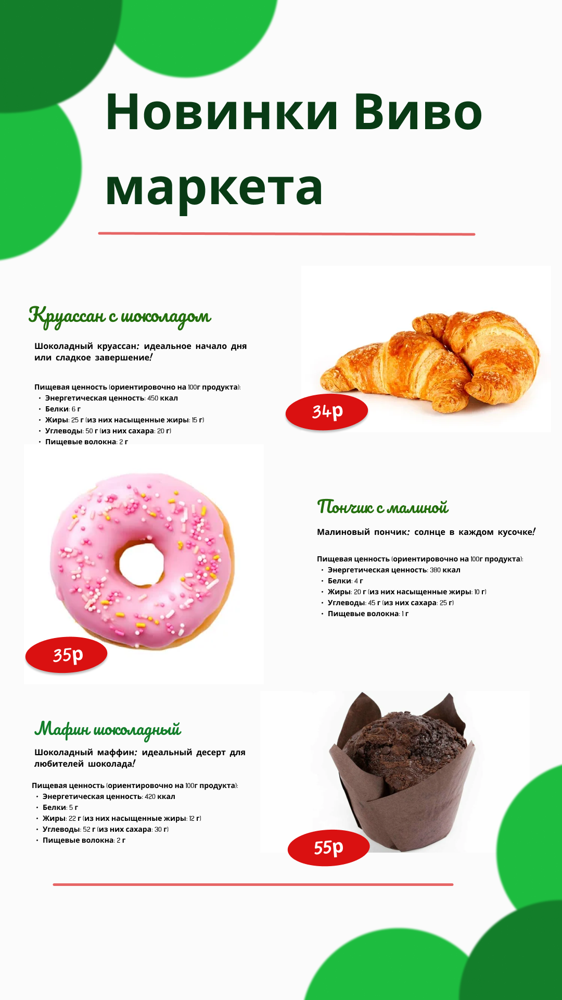 Новинки Виво
маркета
Круассан с шоколадом
Шоколадный круассан: идеальное начало дня
или сладкое завершение!
Пищевая ценность (ориентировочно на 100г продукта):
• Энергетическая ценность: 450 ккал
• Белки: 6 г
• Жиры: 25 г (из них насыщенные жиры: 15 г)
• Углеводы: 50 г (из них сахара: 20 г)
• Пищевые волокна: 2 г
34р
Пончик с малиной
Малиновый пончик: солнце в каждом кусочке!
Пищевая ценность (ориентировочно на 100г продукта):
• Энергетическая ценность: 380 ккал
• Белки: 4 г
• Жиры: 20 г (из них насыщенные жиры: 10 г)
• Углеводы: 45 г (из них сахара: 25 г)
• Пищевые волокна: 1 г
35р
Мафин шоколадный
Шоколадный маффин: идеальный десерт для
любителей шоколада!
Пищевая ценность (ориентировочно на 100г продукта):
• Энергетическая ценность: 420 ккал
• Белки: 5 г
• Жиры: 22 г (из них насыщенные жиры: 12 г)
• Углеводы: 52 г (из них сахара: 30 г)
• Пищевые волокна: 2 г
55р